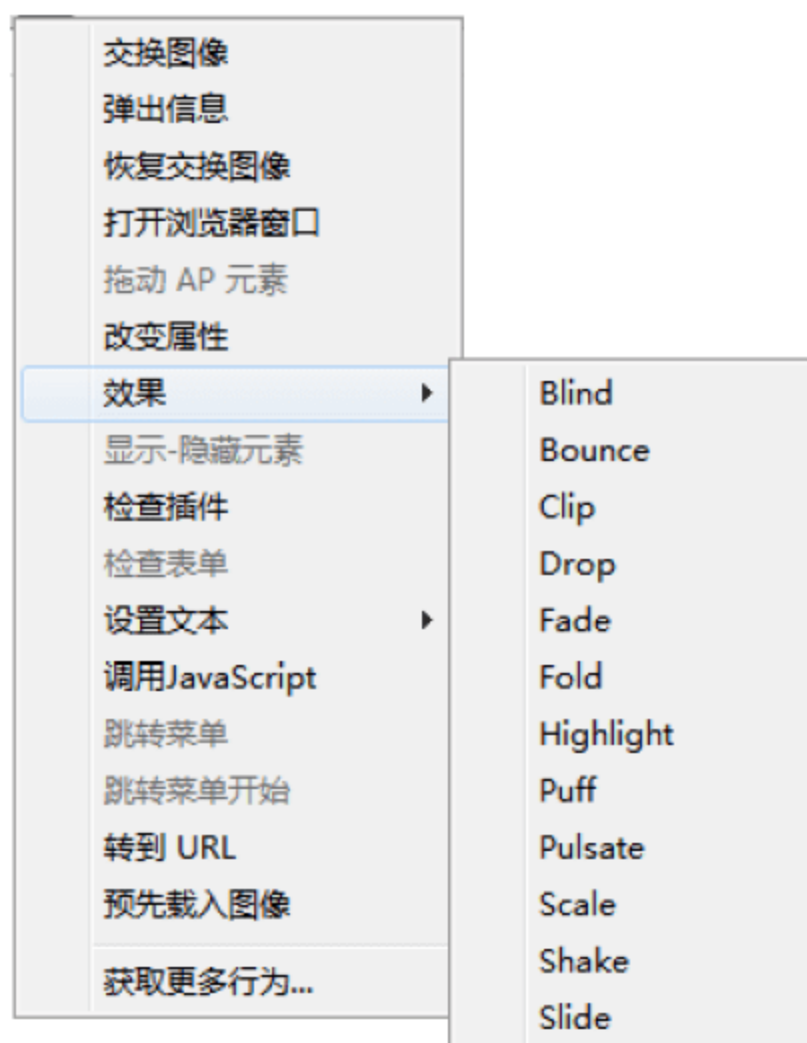 交换图像
弹出信息
恢复交换图像
打开浏览器窗口
拖动 AP 元素
改变属性
效果
显示-隐藏元素
检查插件
检查表单
设置文本
调用JavaScript
跳转菜单
跳转菜单开始
转到 URL
预先载入图像
获取更多行为...
Blind
Bounce
Clip
Drop
Fade
Fold
Highlight
Puff
Pulsate
Scale
Shake
Slide